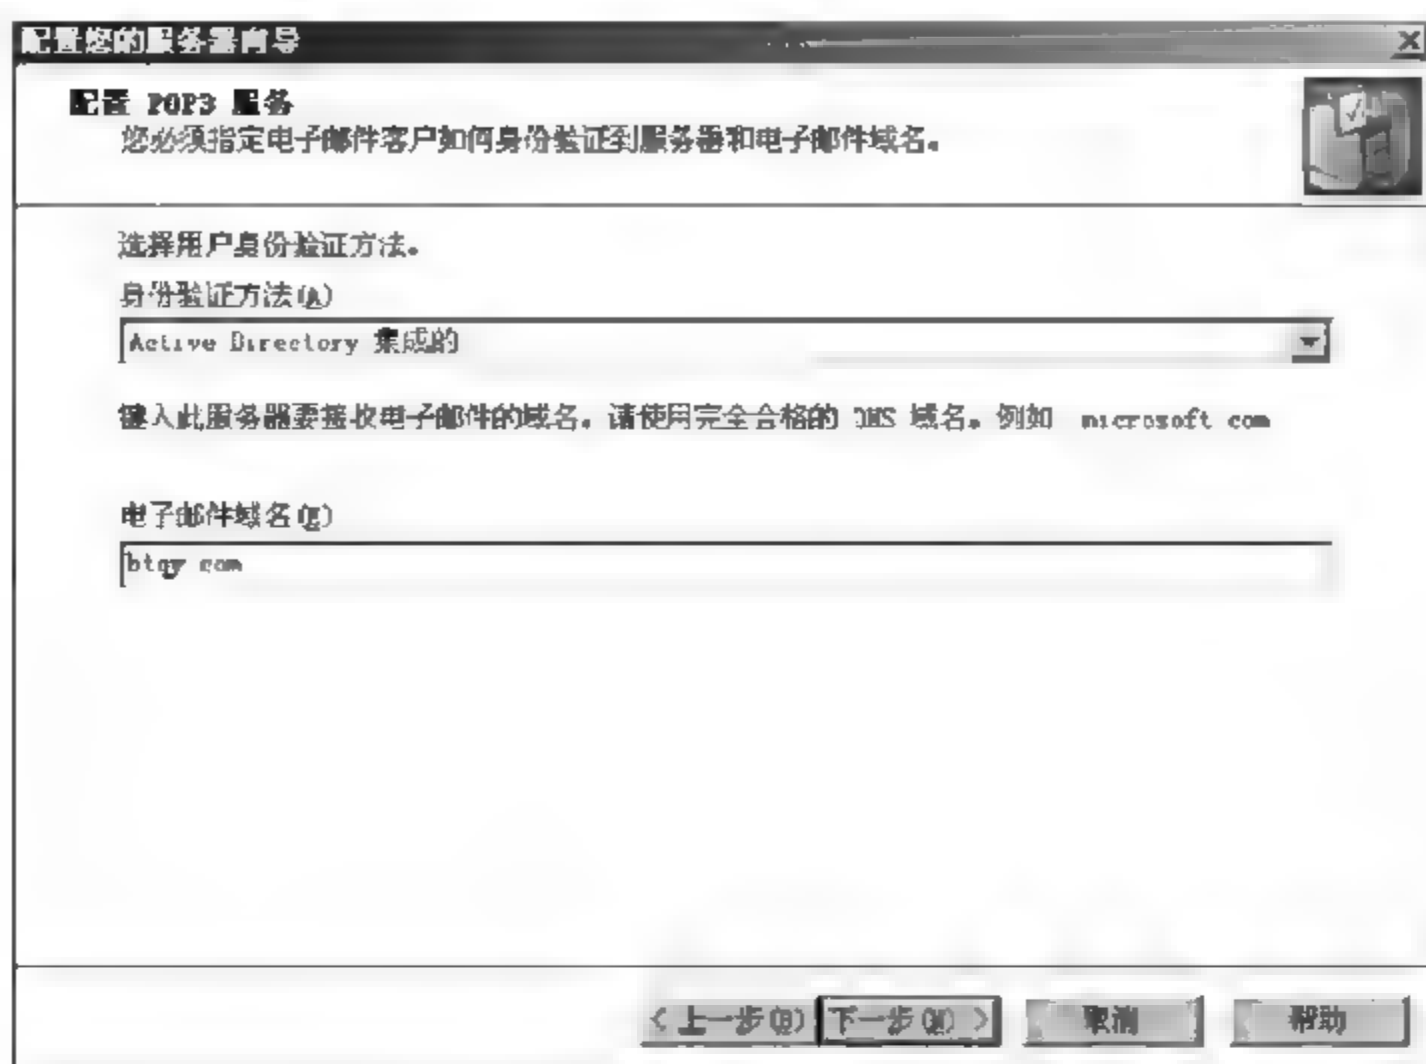 配置您的服务器向导
配置 POP3 服务
您必须指定电子邮件客户如何身份验证到服务器和电子邮件域名。
选择用户身份验证方法。
身份验证方法(A)
Active Directory 集成的
键入此服务器要接收电子邮件的域名。请使用完全合格的 DNS 域名。例如 microsoft com
电子邮件域名(E)
< 上一步(B) 下一步(N) > 取消 帮助